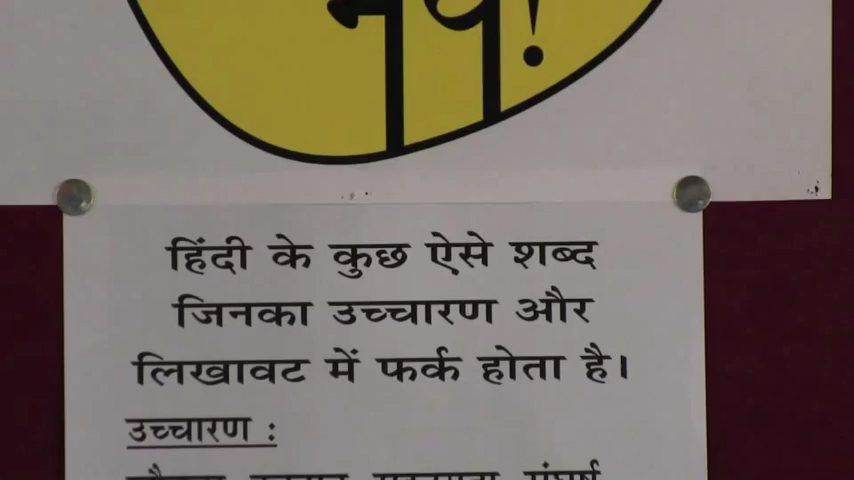 हिंदी के कुछ ऐसे शब्द
जिनका उच्चारण और
लिखावट में फर्क होता है।
उच्चारण :